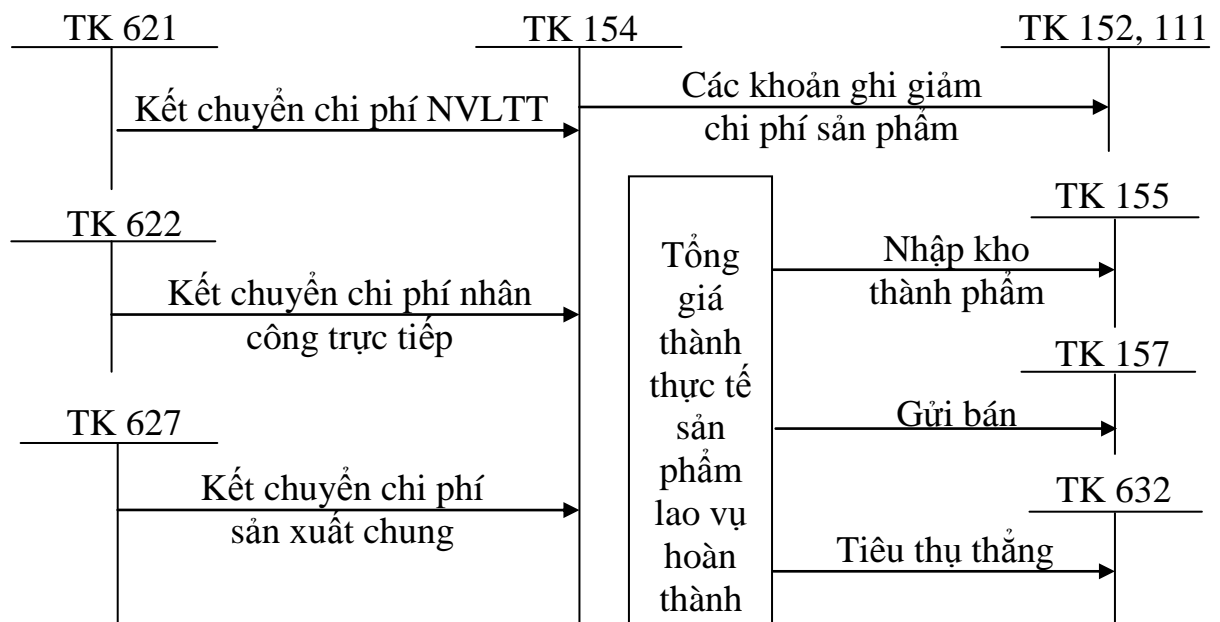 TK 621
TK 154
TK 152, 111
Kết chuyển chi phí NVLTT
Các khoản ghi giảm
chi phí sản phẩm
TK 622
Kết chuyển chi phí nhân
công trực tiếp
TK 627
Kết chuyển chi phí
sản xuất chung
Tổng
giá
thành
thực tế
sản
phẩm
lao vụ
hoàn
thành
TK 155
Nhập kho
thành phẩm
TK 157
Gửi bán
TK 632
Tiêu thụ thẳng